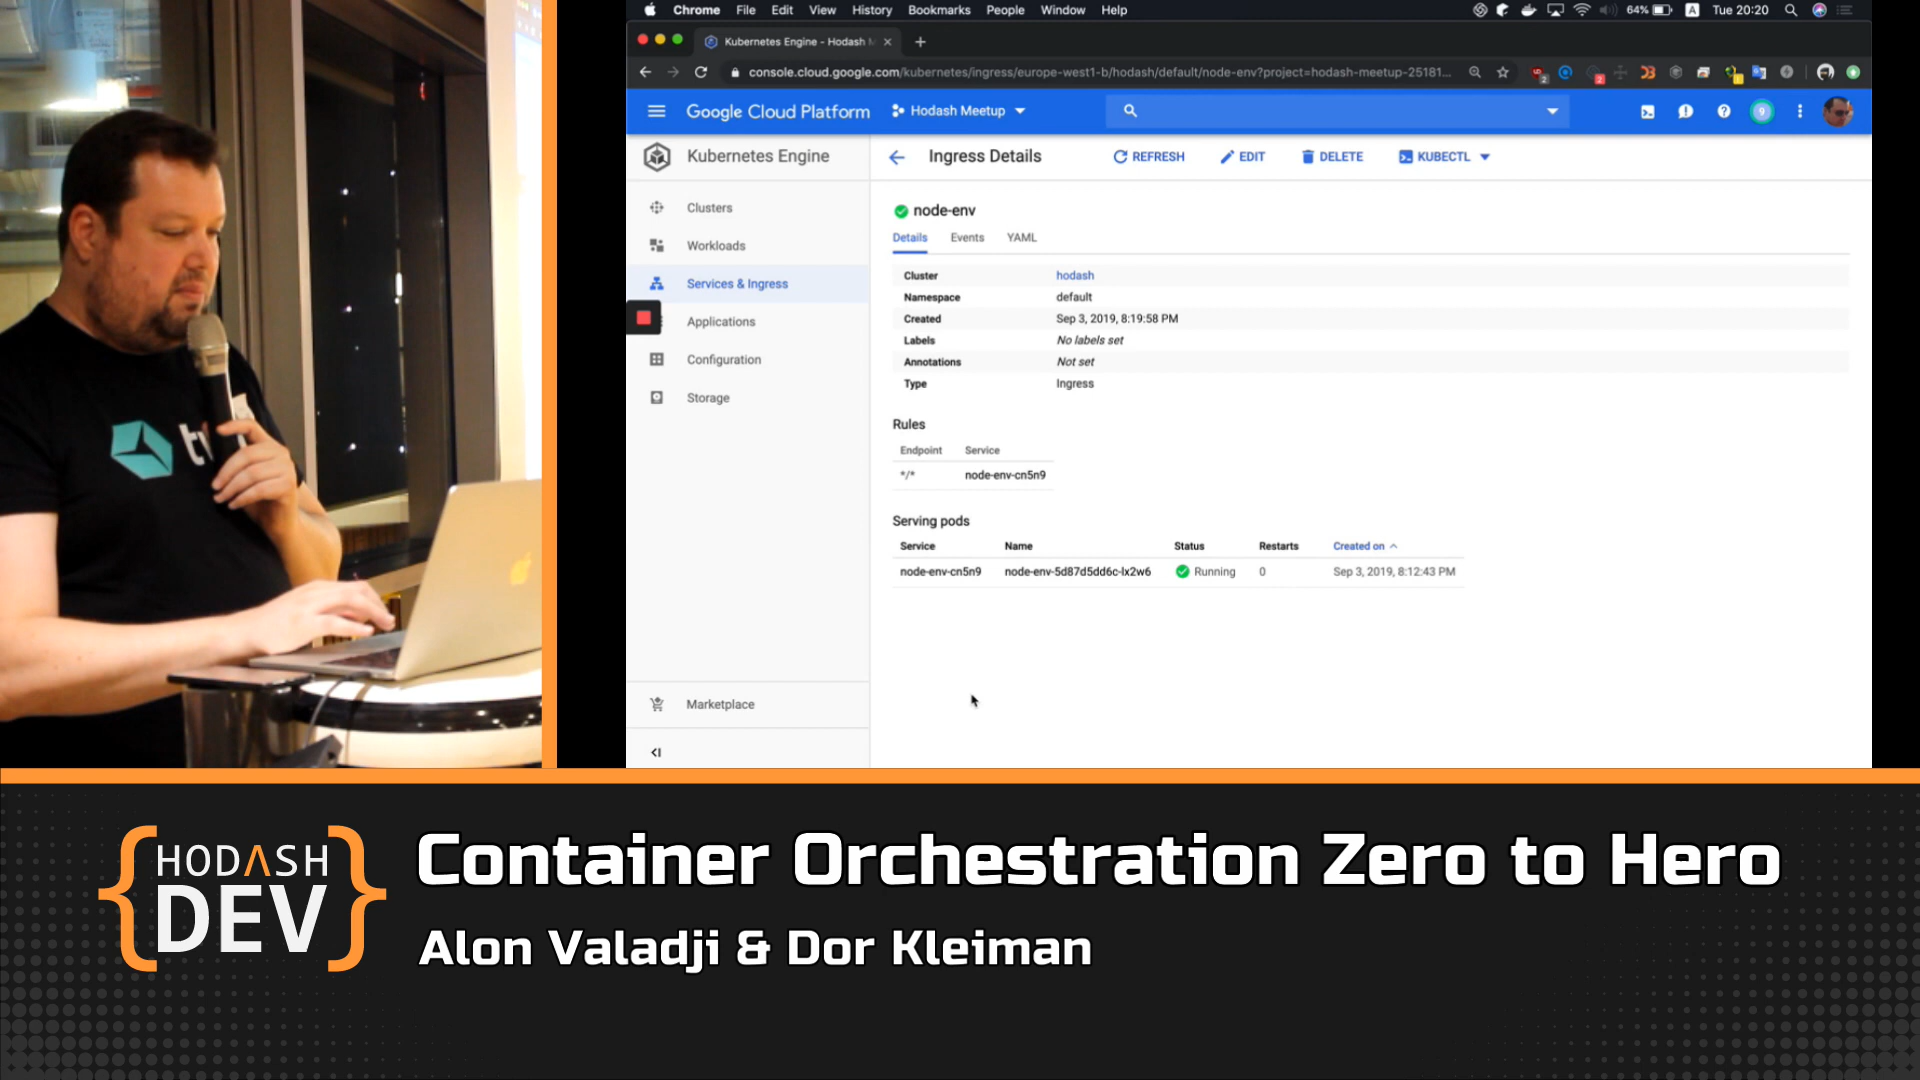 Chrome File Edit View History Bookmarks People Window Help
64% A Tue 20:20
Kubernetes Engine - Hodash
console.cloud.google.com/kubernetes/ingress/europe-west1-b/hodash/default/node-env?project=hodash-meetup-25181...
Google Cloud Platform Hodash Meetup
9
Kubernetes Engine
Ingress Details REFRESH EDIT DELETE KUBECTL
Clusters
Workloads
Services & Ingress
Applications
Configuration
Storage
Marketplace
node-env
Details Events YAML
Cluster hodash
Namespace default
Created Sep 3, 2019, 8:19:58 PM
Labels No labels set
Annotations Not set
Type Ingress
Rules
Endpoint Service
*/* node-env-cn5n9
Serving pods
Service Name Status Restarts Created on
node-env-cn5n9 node-env-5d87d5dd6c-lx2w6 Running 0 Sep 3, 2019, 8:12:43 PM
HODASH
DEV
Container Orchestration Zero to Hero
Alon Valadji & Dor Kleiman